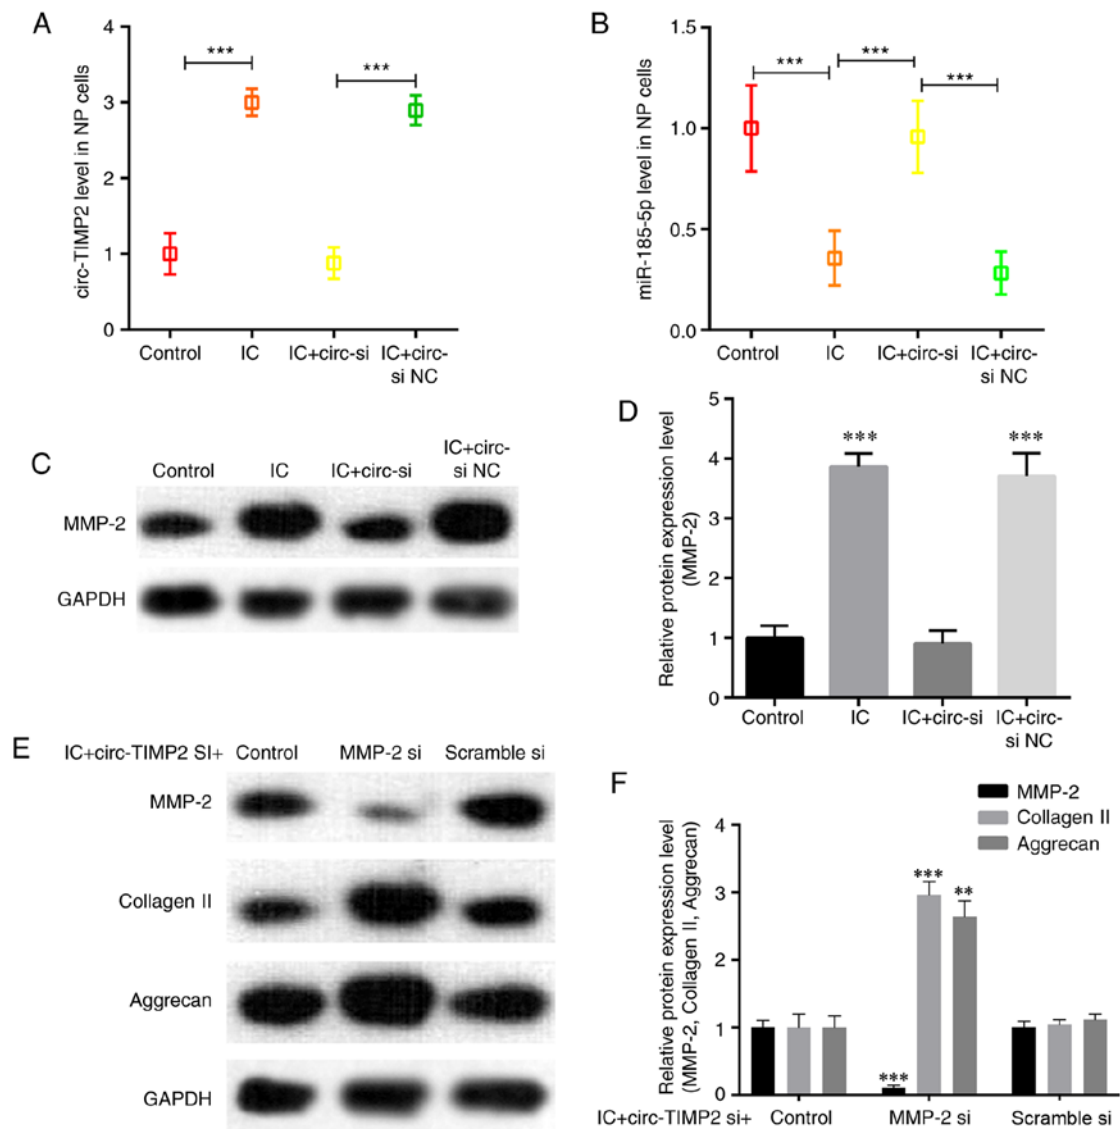 A
circ-TIMP2 level in NP cells
4
3
2
1
0
***
***
Control
IC
IC+circ-si
IC+circ-
si NC
B
miR-185-5p level in NP cells
1.5
1.0
0.5
0.0
***
***
***
Control
IC
IC+circ-si
IC+circ-
si NC
C
Control
IC
IC+circ-si
IC+circ-
si NC
MMP-2
GAPDH
D
Relative protein expression level
(MMP-2)
5
4
3
2
1
0
***
***
Control
IC
IC+circ-si
IC+circ-
si NC
E
IC+circ-TIMP2 SI+ Control MMP-2 si Scramble si
MMP-2
Collagen II
Aggrecan
GAPDH
F
MMP-2
Collagen II
Aggrecan
Relative protein expression level
(MMP-2, Collagen II, Aggrecan)
4
3
2
1
0
***
***
**
IC+circ-TIMP2 si+ Control MMP-2 si Scramble si